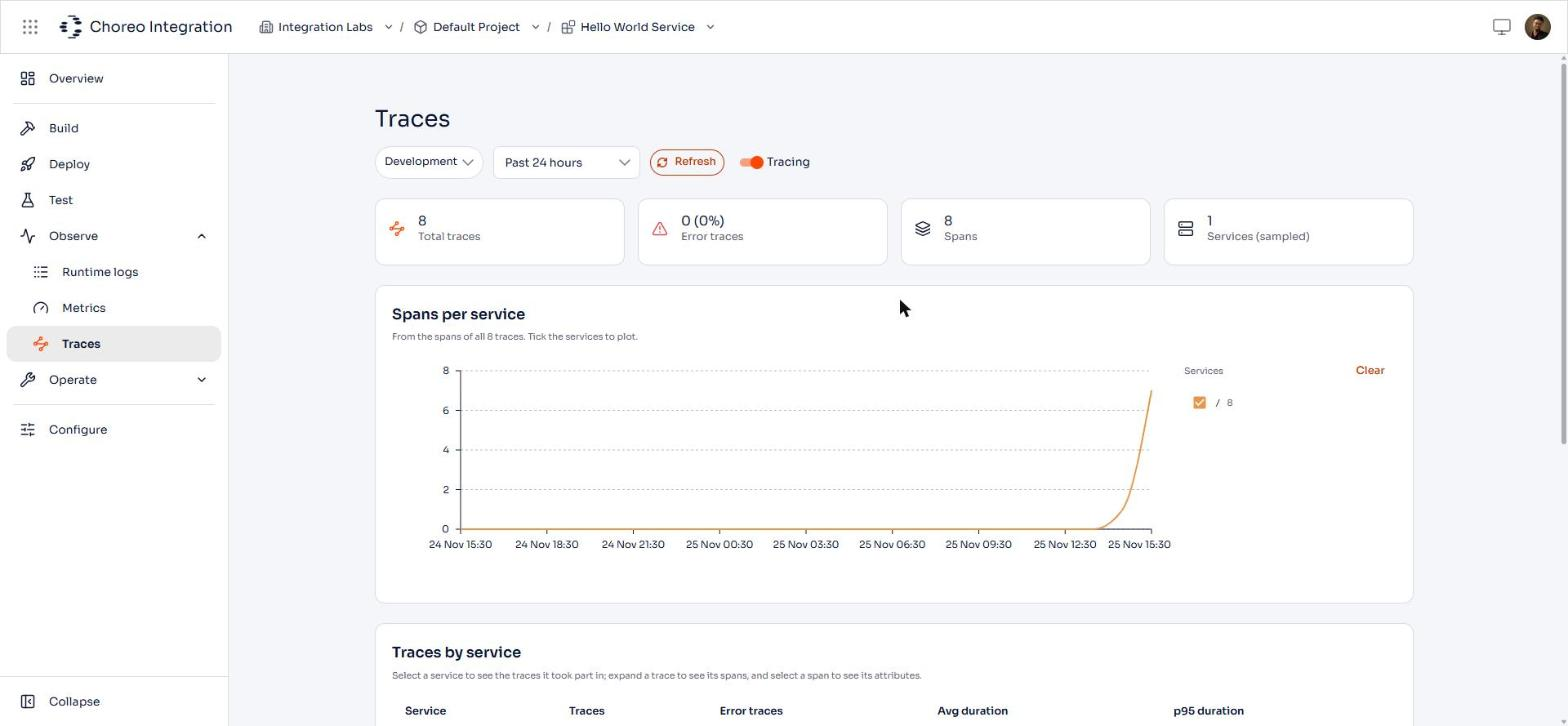 Choreo Integration
Integration Labs / Default Project / Hello World Service
Overview
Build
Deploy
Test
Observe
Runtime logs
Metrics
Traces
Operate
Configure
Collapse
Traces
Development
Past 24 hours
Refresh
Tracing
8
Total traces
0 (0%)
Error traces
8
Spans
1
Services (sampled)
Spans per service
From the spans of all 8 traces. Tick the services to plot.
8
6
4
2
0
24 Nov 15:30 24 Nov 18:30 24 Nov 21:30 25 Nov 00:30 25 Nov 03:30 25 Nov 06:30 25 Nov 09:30 25 Nov 12:30 25 Nov 15:30
Services Clear
/ 8
Traces by service
Select a service to see the traces it took part in; expand a trace to see its spans, and select a span to see its attributes.
Service Traces Error traces Avg duration p95 duration